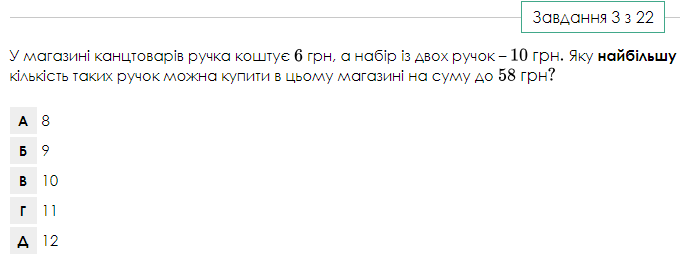 Завдання 3 з 22
У магазині канцтоварів ручка коштує 6 грн, а набір із двох ручок – 10 грн. Яку найбільшу
кількість таких ручок можна купити в цьому магазині на суму до 58 грн?
А 8
Б 9
В 10
Г 11
Д 12